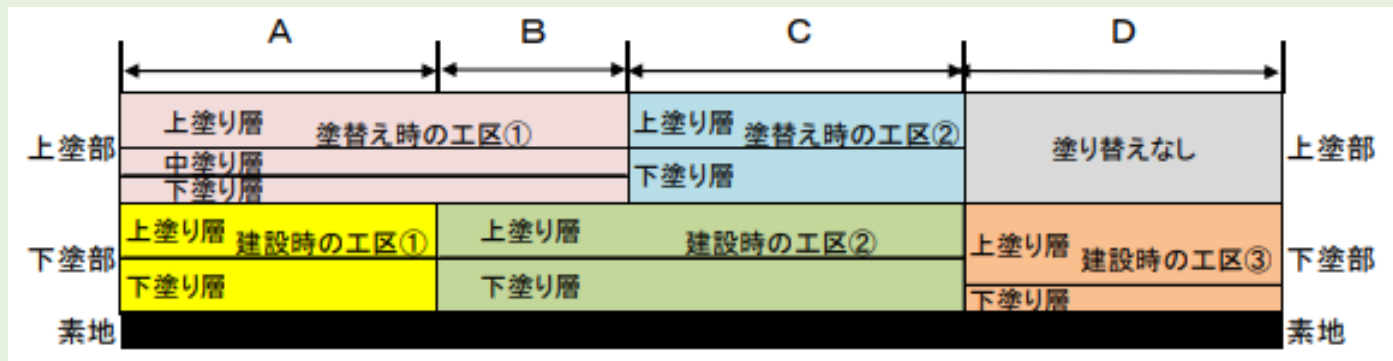 A B C D
上塗部 上塗り層 塗替え時の工区① 上塗り層 塗替え時の工区② 塗り替えなし 上塗部
中塗り層
下塗り層 下塗り層
下塗部 上塗り層 建設時の工区① 上塗り層 建設時の工区② 上塗り層 建設時の工区③ 下塗部
下塗り層 下塗り層 下塗り層
素地 素地